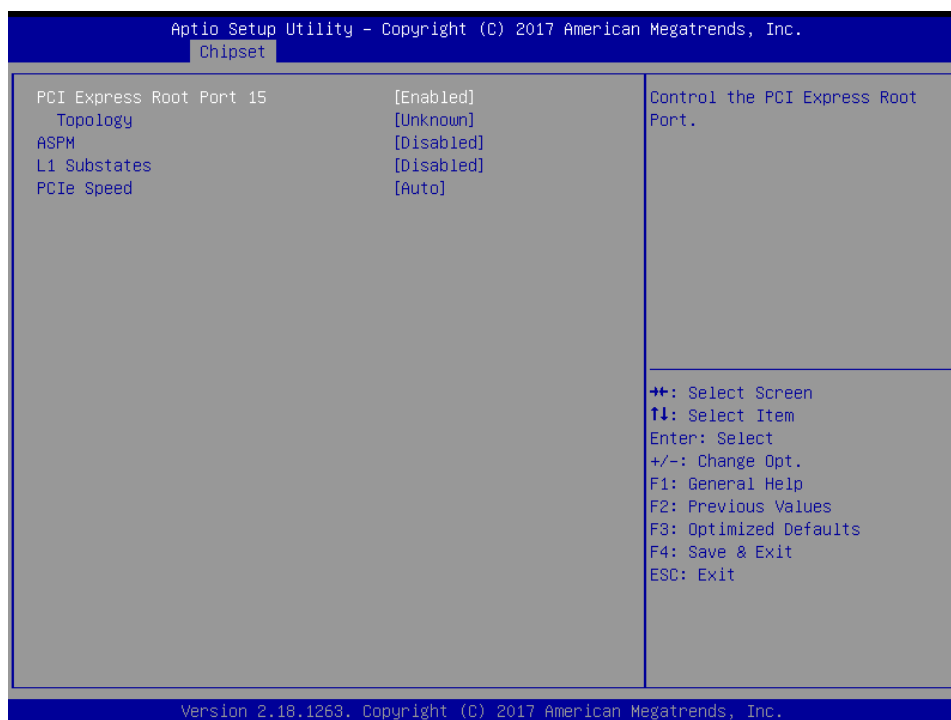 Aptio Setup Utility – Copyright (C) 2017 American Megatrends, Inc.
Chipset
PCI Express Root Port 15 [Enabled]
Topology [Unknown]
ASPM [Disabled]
L1 Substates [Disabled]
PCIe Speed [Auto]
Control the PCI Express Root
Port.
→←: Select Screen
↑↓: Select Item
Enter: Select
+/-: Change Opt.
F1: General Help
F2: Previous Values
F3: Optimized Defaults
F4: Save & Exit
ESC: Exit
Version 2.18.1263. Copyright (C) 2017 American Megatrends, Inc.